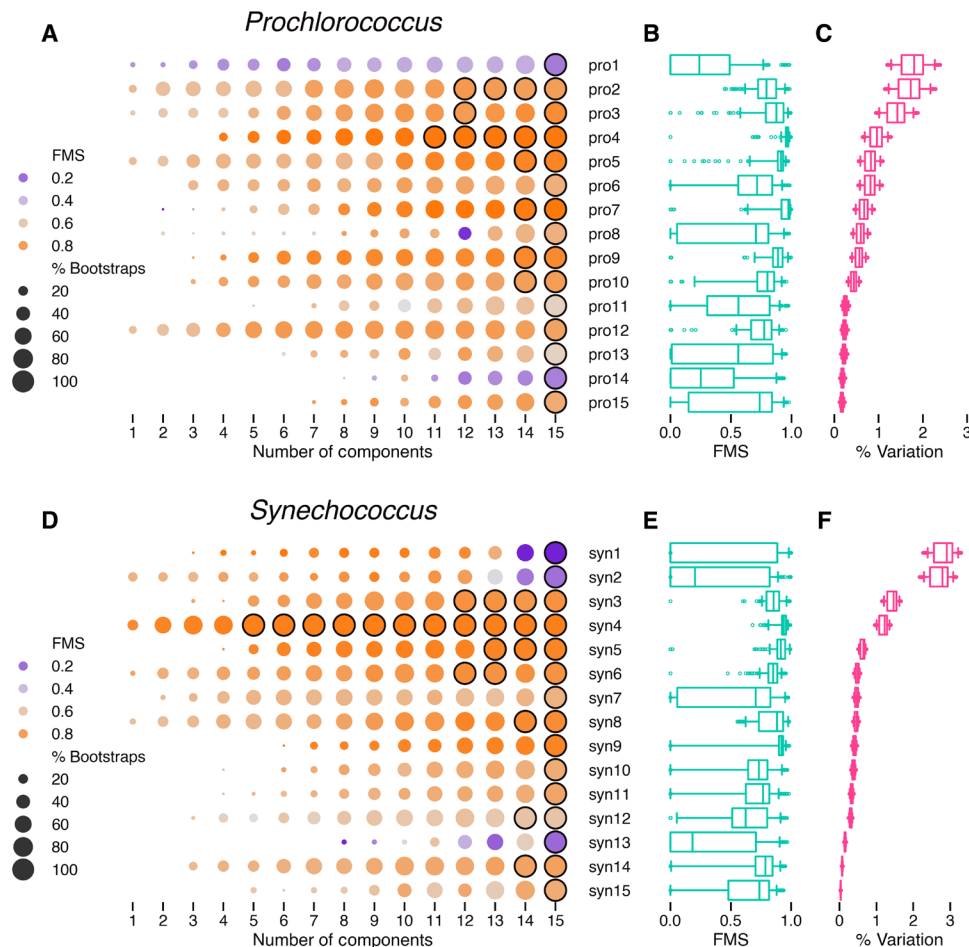 Prochlorococcus
A
B
C
pro1
pro2
pro3
FMS
pro4
0.2
pro5
0.4
pro6
0.6
pro7
0.8
pro8
% Bootstraps
pro9
20
pro10
40
pro11
60
pro12
80
pro13
100
pro14
pro15
1 2 3 4 5 6 7 8 9 10 11 12 13 14 15
0.0 0.5 1.0
0 1 2 3
Number of components
FMS
% Variation
Synechococcus
D
E
F
syn1
syn2
syn3
syn4
FMS
syn5
0.2
syn6
0.4
syn7
0.6
syn8
0.8
syn9
% Bootstraps
syn10
20
syn11
40
syn12
60
syn13
80
syn14
100
syn15
1 2 3 4 5 6 7 8 9 10 11 12 13 14 15
0.0 0.5 1.0
0 1 2 3
Number of components
FMS
% Variation